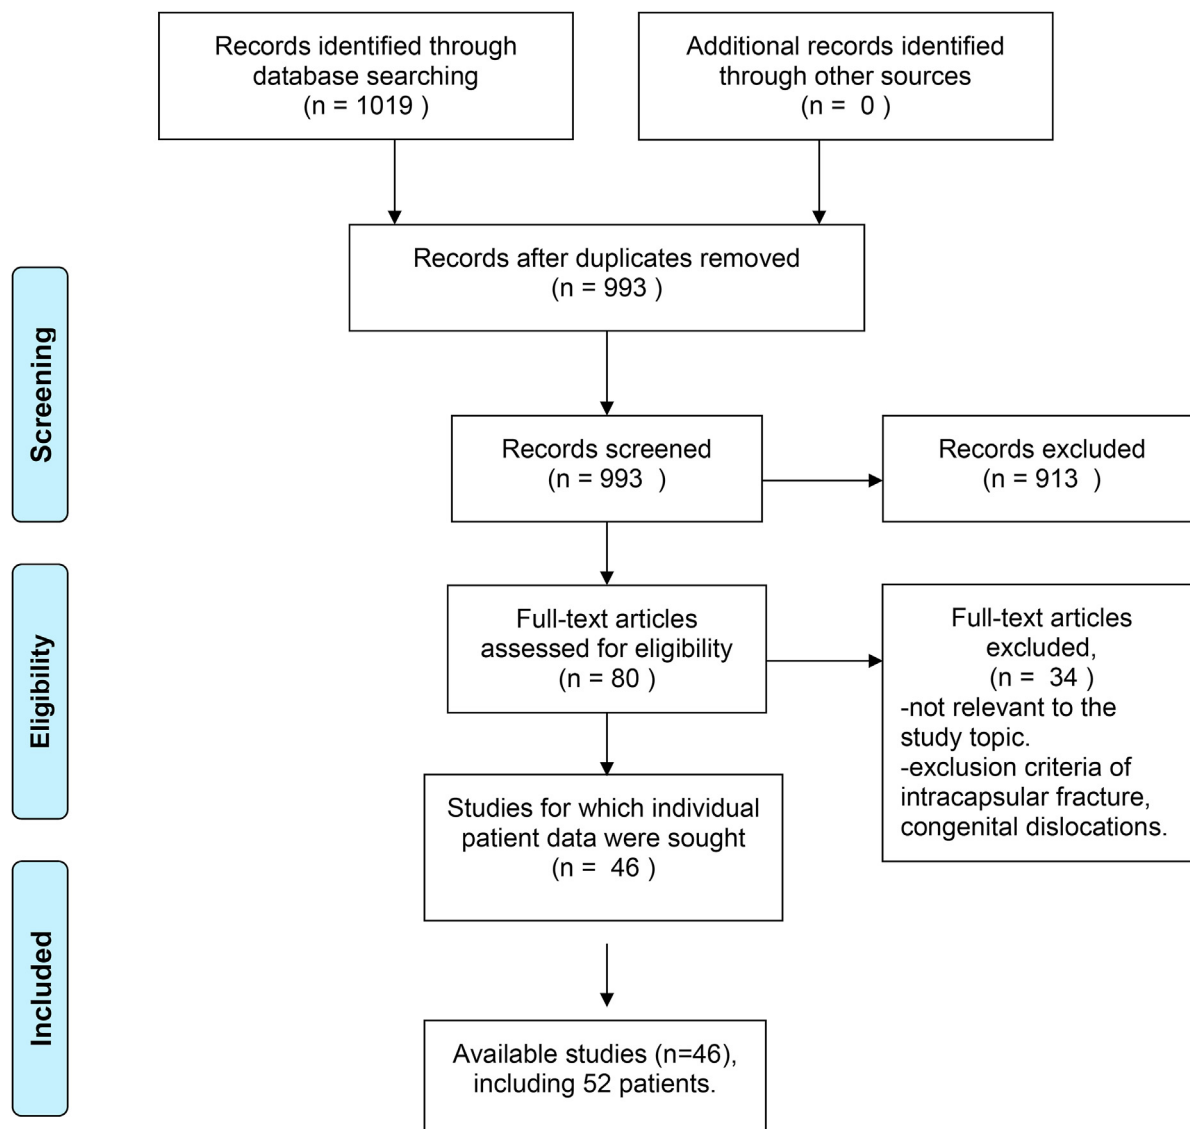 Records identified through
database searching
(n = 1019 )
Additional records identified
through other sources
(n = 0 )
Records after duplicates removed
(n = 993 )
Screening
Records screened
(n = 993 )
Records excluded
(n = 913 )
Eligibility
Full-text articles
assessed for eligibility
(n = 80 )
Full-text articles
excluded,
(n = 34 )
-not relevant to the
study topic.
-exclusion criteria of
intracapsular fracture,
congenital dislocations.
Studies for which individual
patient data were sought
(n = 46 )
Included
Available studies (n=46),
including 52 patients.